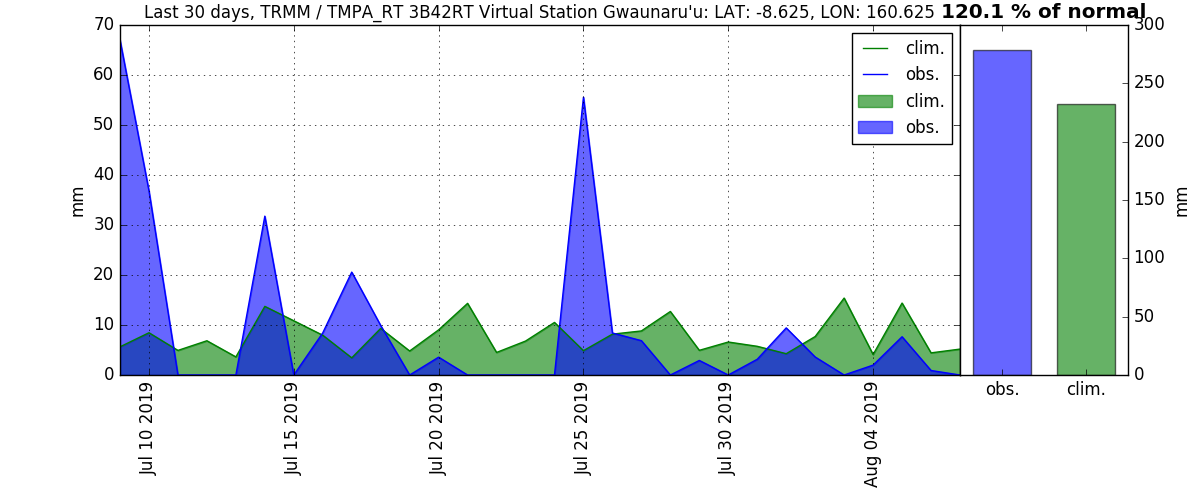 Last 30 days, TRMM / TMPA_RT 3B42RT Virtual Station Gwaunaru'u: LAT: -8.625, LON: 160.625 120.1 % of normal
70
60
50
40
30
20
10
0
mm
clim.
obs.
clim.
obs.
300
250
200
150
100
50
0
mm
Jul 10 2019
Jul 15 2019
Jul 20 2019
Jul 25 2019
Jul 30 2019
Aug 04 2019
obs.
clim.